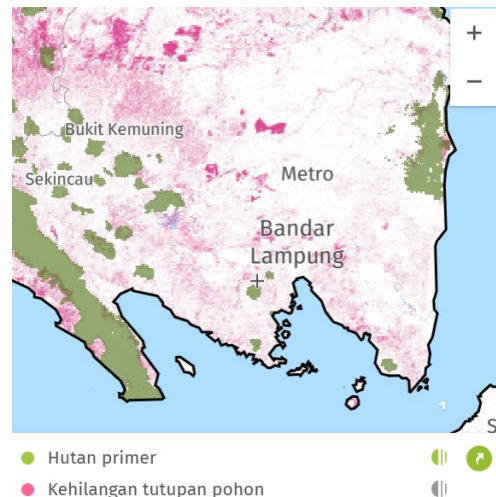 +
−
Bukit Kemuning
Sekincau
Metro
Bandar
Lampung
S
Hutan primer
Kehilangan tutupan pohon